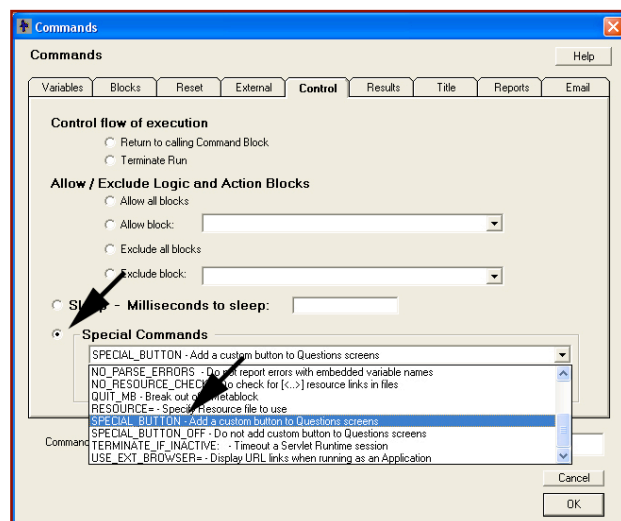 Commands
Commands
Help
Variables Blocks Reset External Control Results Title Reports Email
Control flow of execution
Return to calling Command Block
Terminate Run
Allow / Exclude Logic and Action Blocks
Allow all blocks
Allow block:
Exclude all blocks
Exclude block:
- Milliseconds to sleep:
Special Commands
SPECIAL_BUTTON - Add a custom button to Questions screens
NO_PARSE_ERRORS - Do not report errors with embedded variable names
check for [<..>] resource links in files
QUIT_MB - Break out of Metablock
RESOURCE= - Specify Resource file to use
SPECIAL_BUTTON - Add a custom button to Questions screens
SPECIAL_BUTTON_OFF - Do not add custom button to Questions screens
TERMINATE_IF_INACTIVE: - Timeout a Servlet Runtime session
USE_EXT_BROWSER= - Display URL links when running as an Application
Command
Cancel
OK